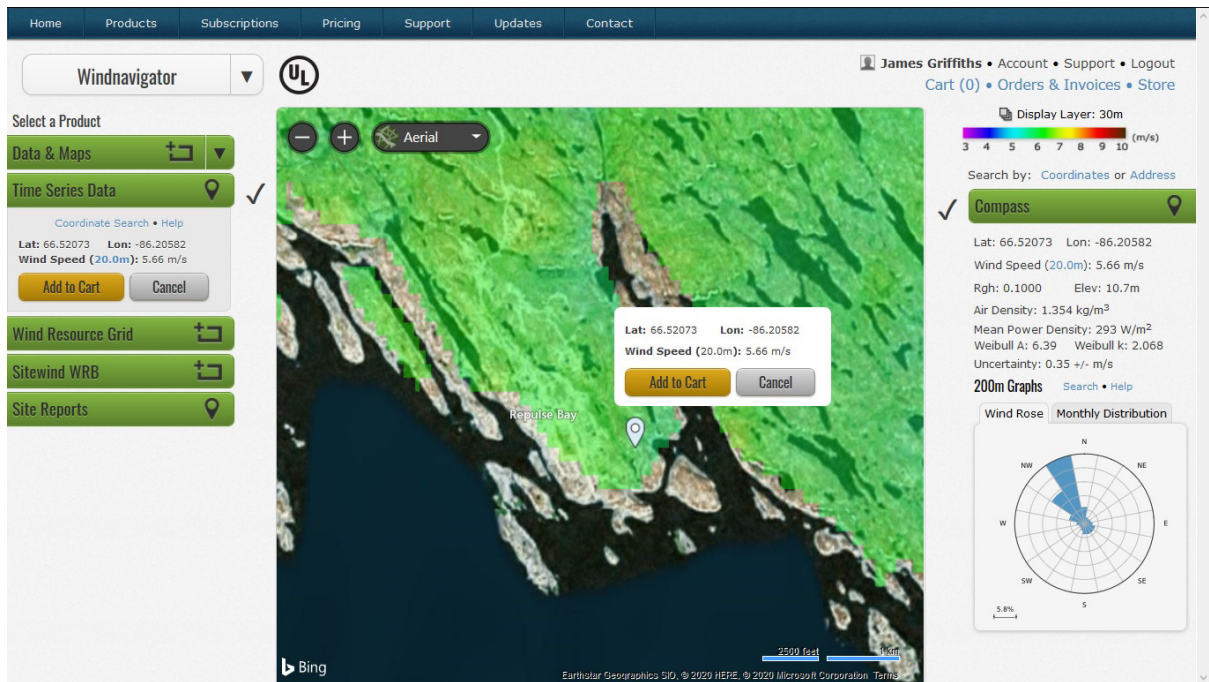 Home Products Subscriptions Pricing Support Updates Contact
Windnavigator ▼
UL
James Griffiths • Account • Support • Logout
Cart (0) • Orders & Invoices • Store
Select a Product
Data & Maps
Time Series Data
Coordinate Search • Help
Lat: 66.52073 Lon: -86.20582
Wind Speed (20.0m): 5.66 m/s
Add to Cart Cancel
Wind Resource Grid
Sitewind WRB
Site Reports
Aerial
Lat: 66.52073 Lon: -86.20582
Wind Speed (20.0m): 5.66 m/s
Add to Cart Cancel
Repulse Bay
2500 feet 1 km
Bing
Earthstar Geographics SIO, © 2020 HERE, © 2020 Microsoft Corporation Terms
Display Layer: 30m
3 4 5 6 7 8 9 10 (m/s)
Search by: Coordinates or Address
Compass
Lat: 66.52073 Lon: -86.20582
Wind Speed (20.0m): 5.66 m/s
Rgh: 0.1000 Elev: 10.7m
Air Density: 1.354 kg/m³
Mean Power Density: 293 W/m²
Weibull A: 6.39 Weibull k: 2.068
Uncertainty: 0.35 +/- m/s
200m Graphs Search • Help
Wind Rose Monthly Distribution
N
NW NE
W E
SW SE
S
5.8%